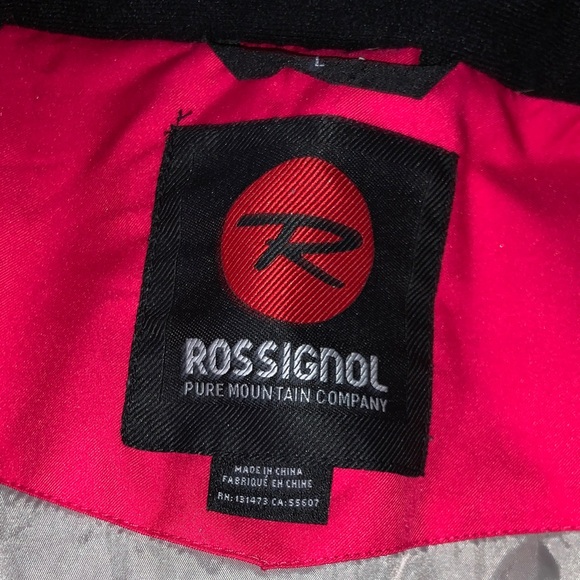 L
R
ROSSIGNOL
PURE MOUNTAIN COMPANY
MADE IN CHINA
FABRIQUÉ EN CHINE
RN: 131473 CA: 55607